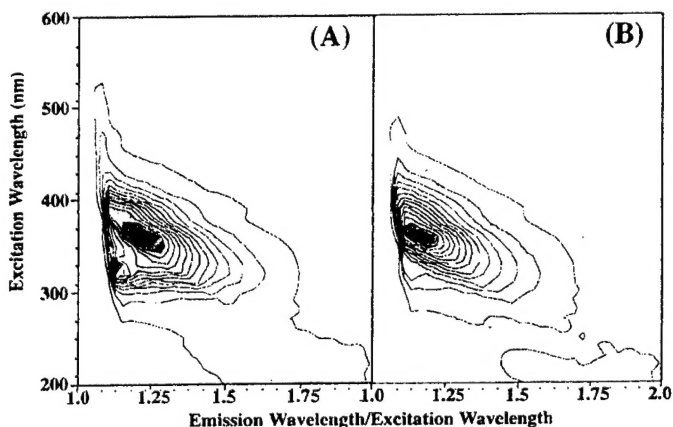 (A) (B)
600
500
400
300
200
Excitation Wavelength (nm)
1.0 1.25 1.5 1.75 1.0 1.25 1.5 1.75 2.0
Emission Wavelength/Excitation Wavelength